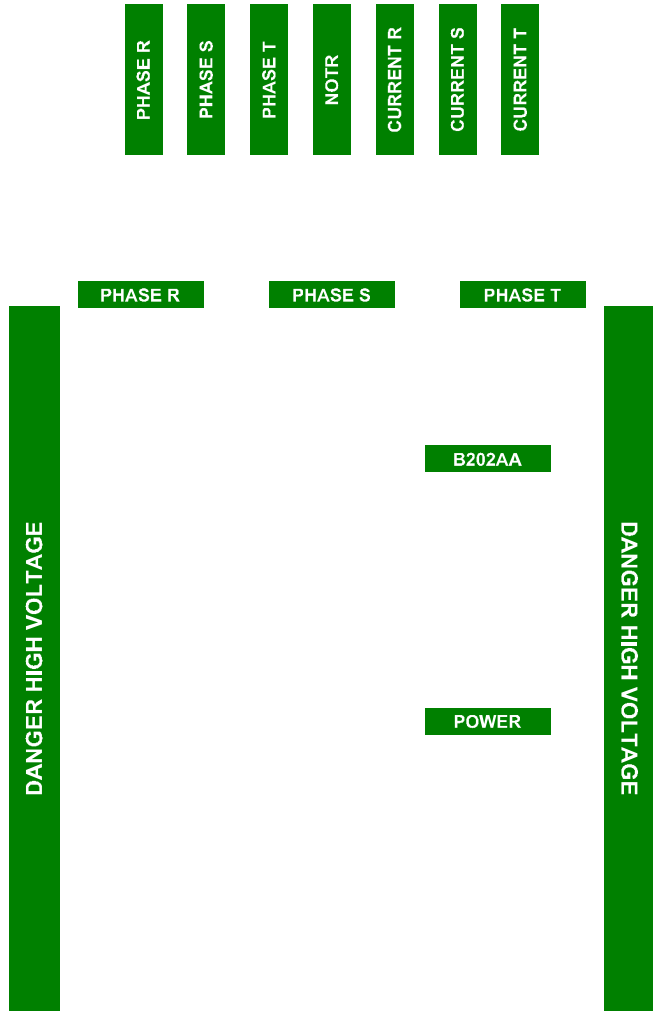 PHASE R
PHASE S
PHASE T
NOTR
CURRENT R
CURRENT S
CURRENT T
PHASE R
PHASE S
PHASE T
DANGER HIGH VOLTAGE
B202AA
POWER
DANGER HIGH VOLTAGE